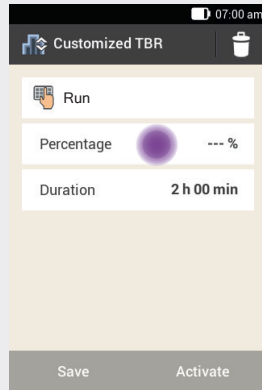 07:00 am
Customized TBR
Run
Percentage --- %
Duration 2 h 00 min
Save Activate